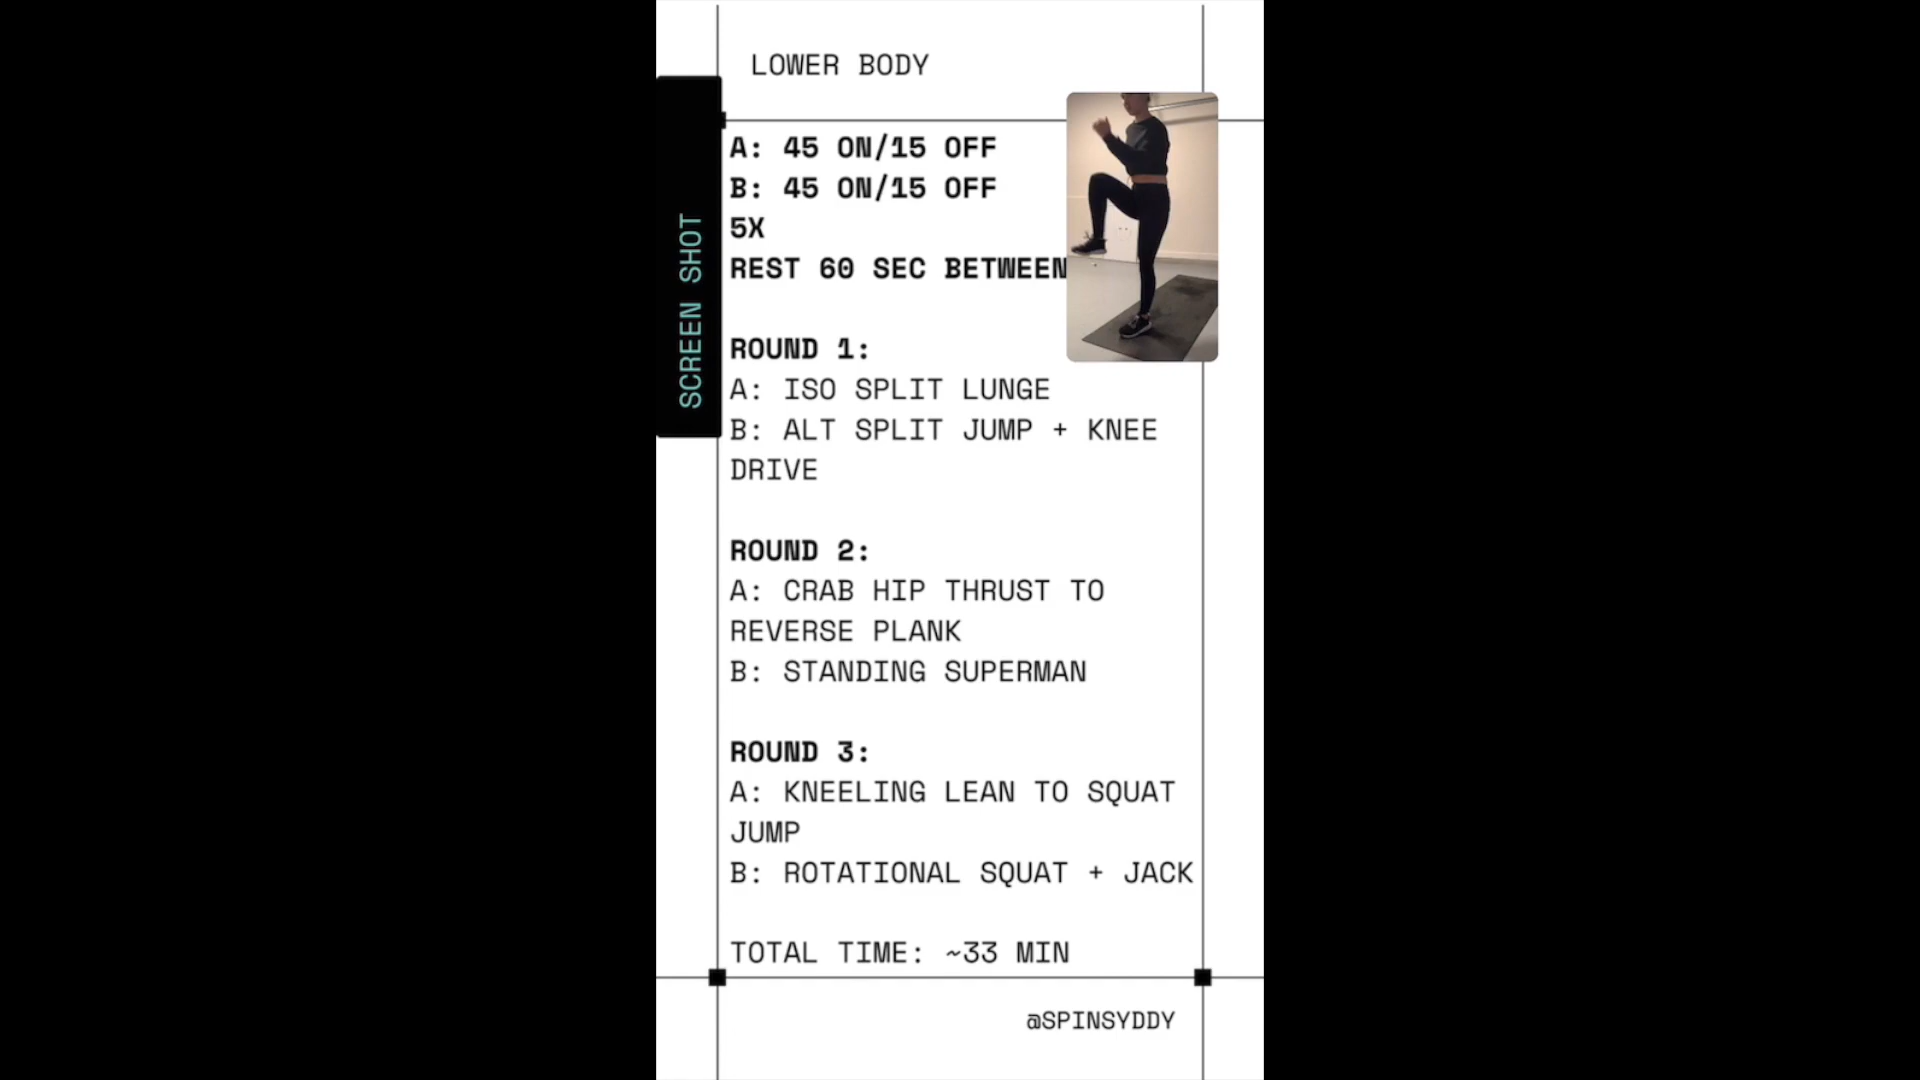 LOWER BODY
SCREEN SHOT
A: 45 ON/15 OFF
B: 45 ON/15 OFF
5X
REST 60 SEC BETWEEN
ROUND 1:
A: ISO SPLIT LUNGE
B: ALT SPLIT JUMP + KNEE
DRIVE
ROUND 2:
A: CRAB HIP THRUST TO
REVERSE PLANK
B: STANDING SUPERMAN
ROUND 3:
A: KNEELING LEAN TO SQUAT
JUMP
B: ROTATIONAL SQUAT + JACK
TOTAL TIME: ~33 MIN
@SPINSYDDY